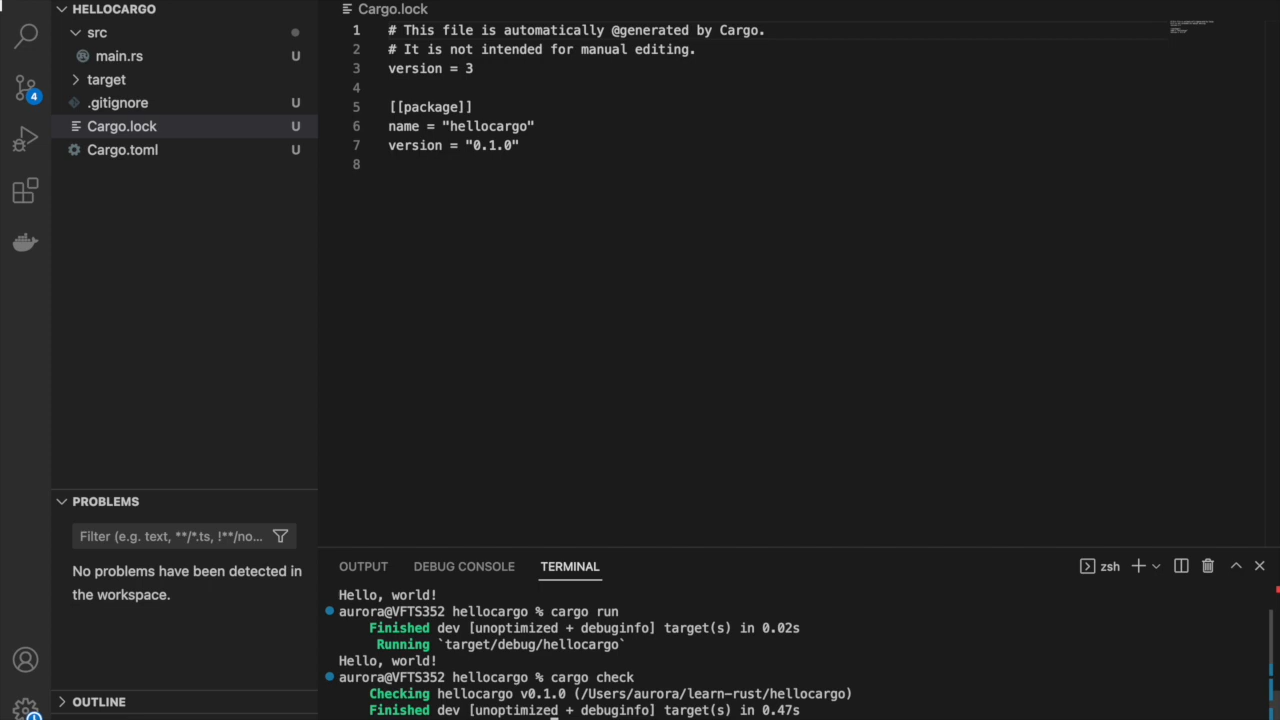 HELLOCARGO
src
main.rs U
target
.gitignore U
Cargo.lock U
Cargo.toml U
4
PROBLEMS
Filter (e.g. text, **/*.ts, !**/no...
No problems have been detected in
the workspace.
OUTLINE
Cargo.lock
1 # This file is automatically @generated by Cargo.
2 # It is not intended for manual editing.
3 version = 3
4
5 [[package]]
6 name = "hellocargo"
7 version = "0.1.0"
8
OUTPUT DEBUG CONSOLE TERMINAL zsh
Hello, world!
aurora@VFTS352 hellocargo % cargo run
Finished dev [unoptimized + debuginfo] target(s) in 0.02s
Running `target/debug/hellocargo`
Hello, world!
aurora@VFTS352 hellocargo % cargo check
Checking hellocargo v0.1.0 (/Users/aurora/learn-rust/hellocargo)
Finished dev [unoptimized + debuginfo] target(s) in 0.47s